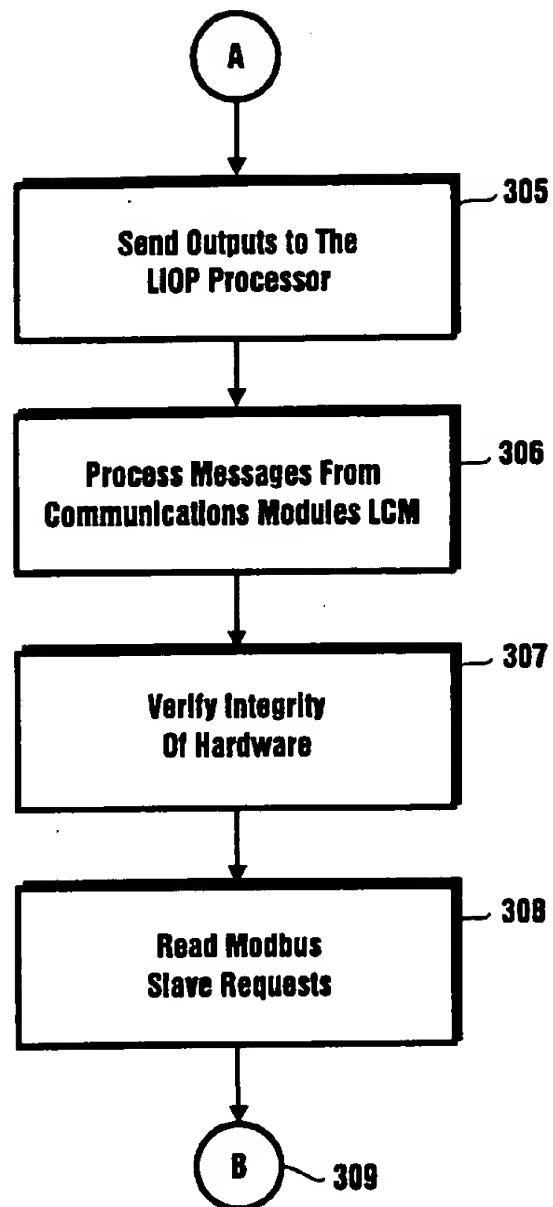 A
305
Send Outputs to The
LIOP Processor
306
Process Messages From
Communications Modules LCM
307
Verify Integrity
Of Hardware
308
Read Modbus
Slave Requests
B
309